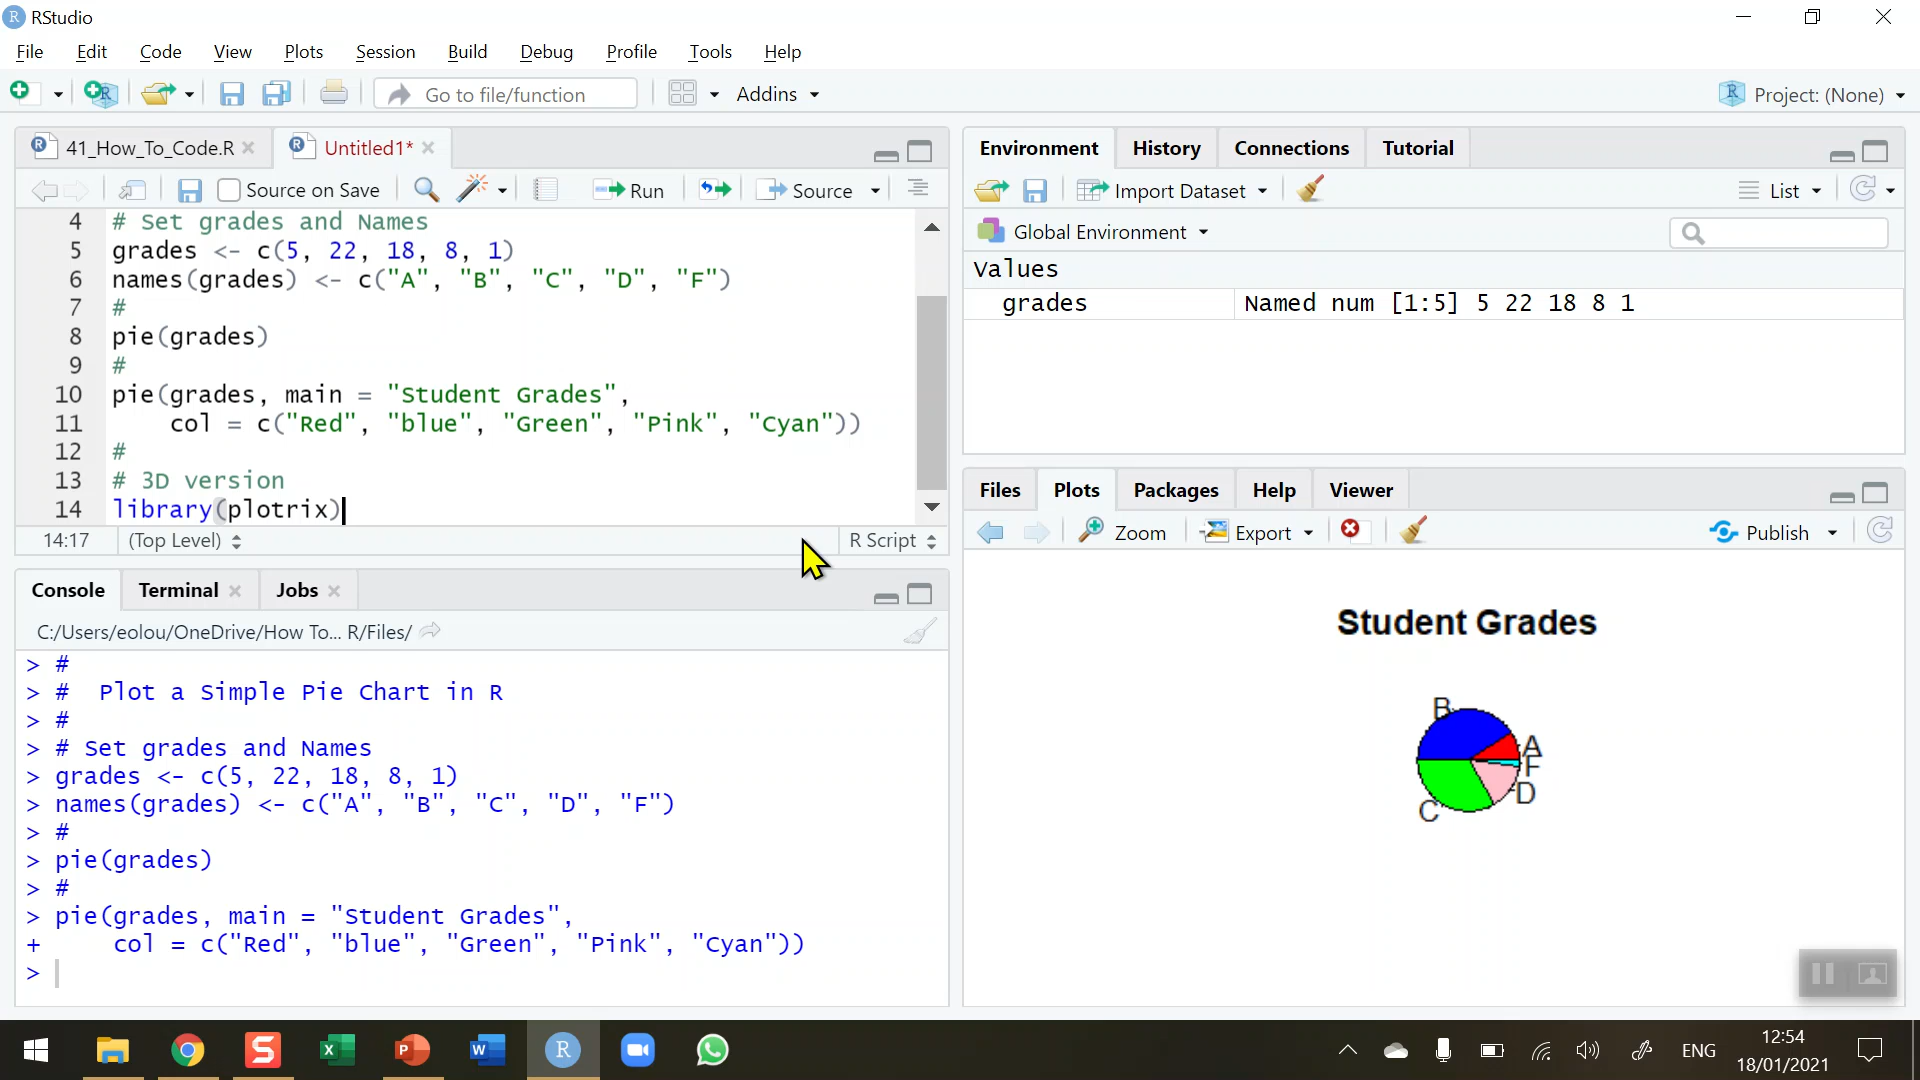 RStudio
File Edit Code View Plots Session Build Debug Profile Tools Help
Go to file/function Addins Project: (None)
41_How_To_Code.R Untitled1*
Source on Save Run Source
4 # Set grades and Names
5 grades <- c(5, 22, 18, 8, 1)
6 names(grades) <- c("A", "B", "C", "D", "F")
7 #
8 pie(grades)
9 #
10 pie(grades, main = "Student Grades",
11 col = c("Red", "blue", "Green", "Pink", "Cyan"))
12 #
13 # 3D version
14 library(plotrix)
14:17 (Top Level) R Script
Console Terminal Jobs
C:/Users/eolou/OneDrive/How To... R/Files/
> #
> # Plot a Simple Pie Chart in R
> #
> # Set grades and Names
> grades <- c(5, 22, 18, 8, 1)
> names(grades) <- c("A", "B", "C", "D", "F")
> #
> pie(grades)
> #
> pie(grades, main = "Student Grades",
+ col = c("Red", "blue", "Green", "Pink", "Cyan"))
>
Environment History Connections Tutorial
Import Dataset List
Global Environment
Values
grades Named num [1:5] 5 22 18 8 1
Files Plots Packages Help Viewer
Zoom Export Publish
Student Grades
B
A
F
D
C
ENG 12:54
18/01/2021